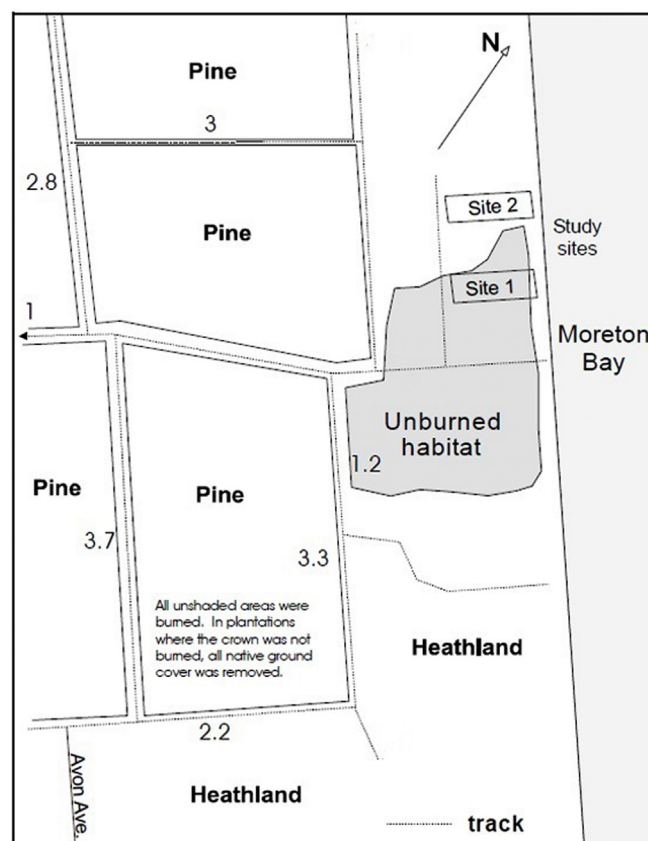 Pine
N
3
2.8
Pine
Site 2
Study
sites
Site 1
1
Moreton
Bay
Unburned
habitat
1.2
Pine
Pine
3.7
3.3
All unshaded areas were
burned. In plantations
where the crown was not
burned, all native ground
cover was removed.
Heathland
2.2
Avon Ave.
Heathland
track